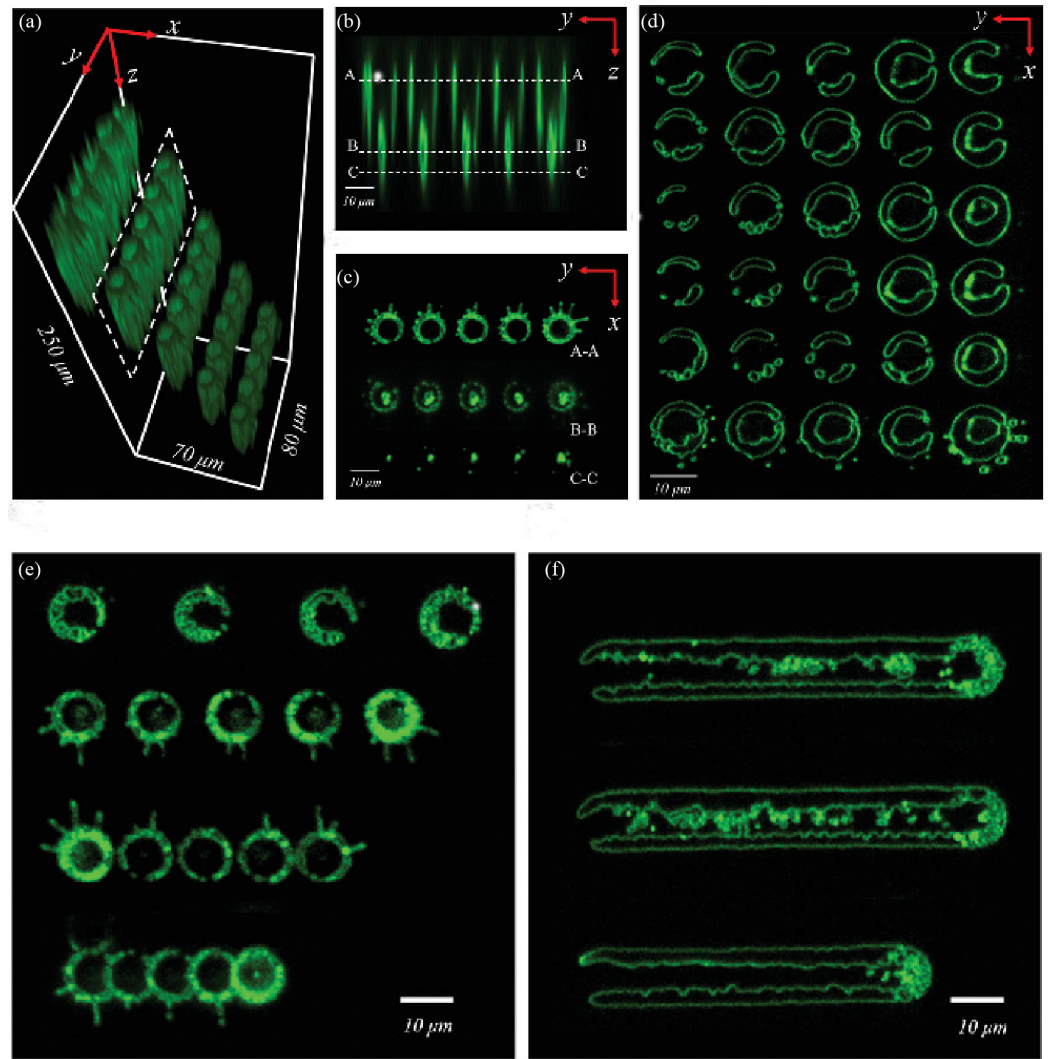 (a)
x
y
z
250 μm
70 μm
80 μm
(b)
y
z
A
A
B
B
C
C
10 μm
(c)
y
x
A-A
B-B
C-C
10 μm
(d)
y
x
10 μm
(e)
10 μm
(f)
10 μm